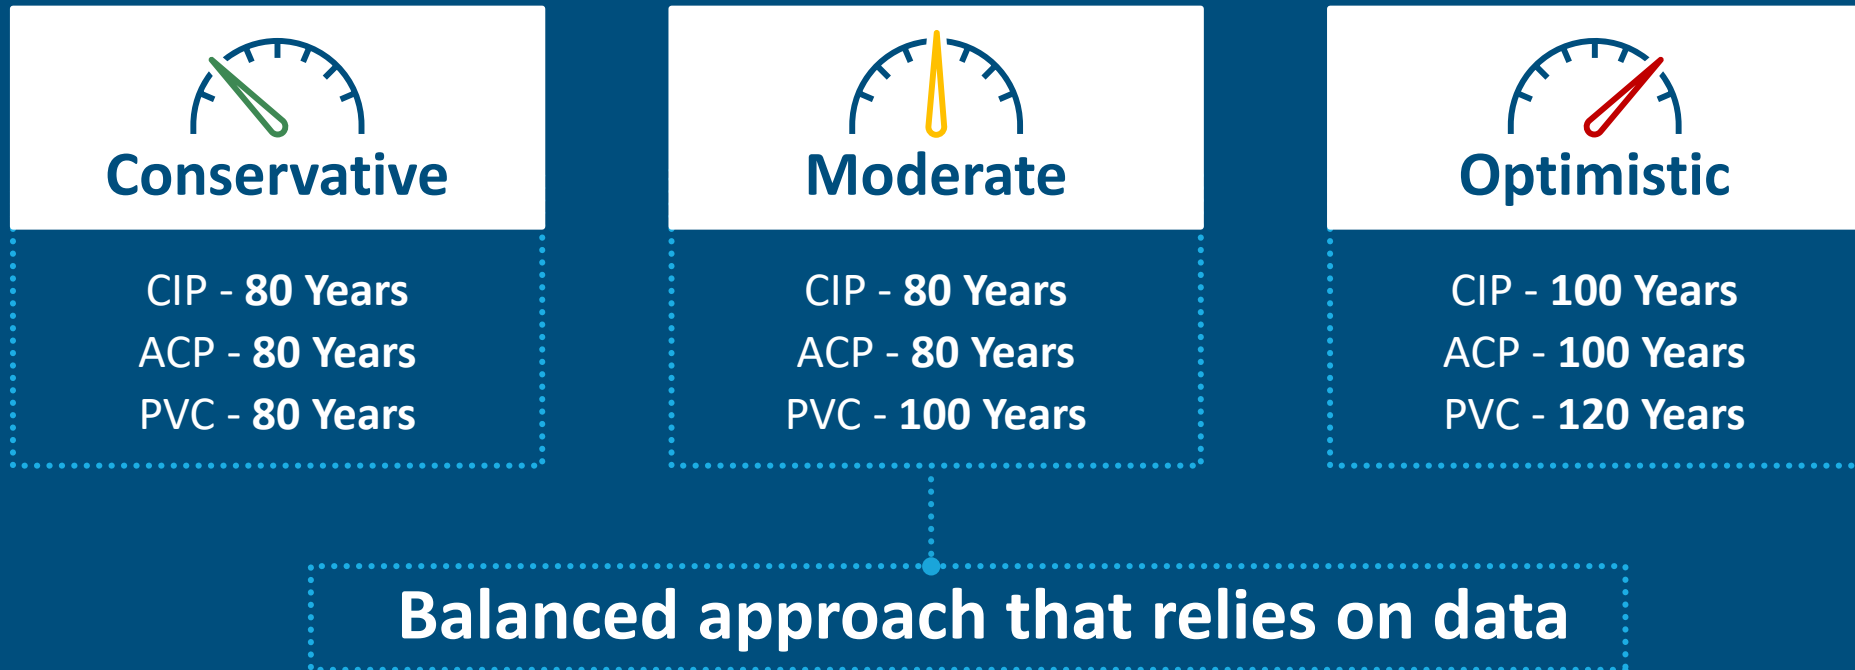 Conservative
CIP - 80 Years
ACP - 80 Years
PVC - 80 Years
Moderate
CIP - 80 Years
ACP - 80 Years
PVC - 100 Years
Optimistic
CIP - 100 Years
ACP - 100 Years
PVC - 120 Years
Balanced approach that relies on data